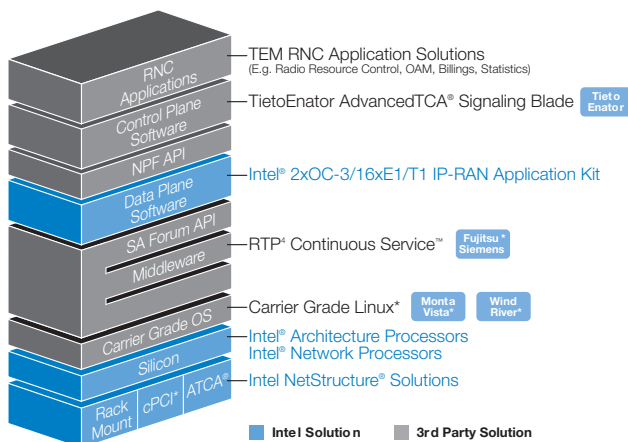 RNC
Applications
TEM RNC Application Solutions
(E.g. Radio Resource Control, OAM, Billings, Statistics)
Control Plane
Software
TietoEnator AdvancedTCA® Signaling Blade
Tieto
Enator
NPF API
Data Plane
Software
Intel® 2xOC-3/16xE1/T1 IP-RAN Application Kit
SA Forum API
Middleware
RTP⁴ Continuous Service™
Fujitsu*
Siemens
Carrier Grade OS
Carrier Grade Linux*
Monta
Vista*
Wind
River*
Silicon
Intel® Architecture Processors
Intel® Network Processors
Rack
Mount
cPCI*
ATCA®
Intel NetStructure® Solutions
Intel Solution
3rd Party Solution